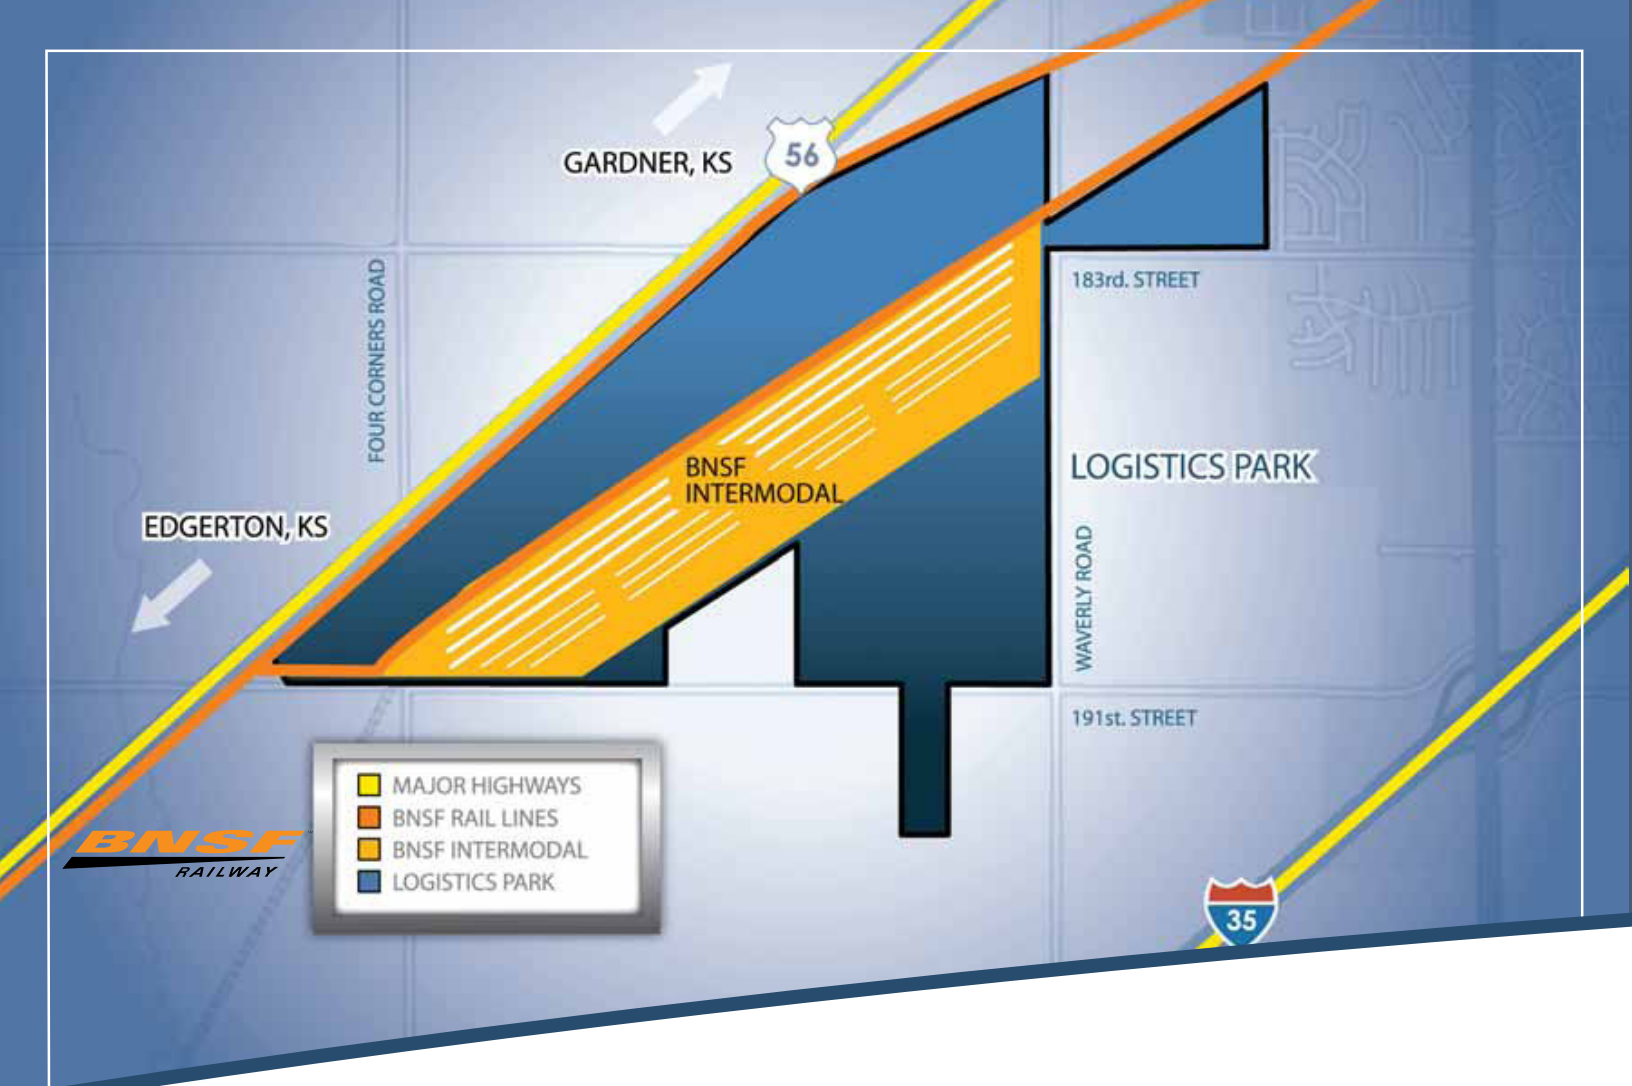 GARDNER, KS
56
FOUR CORNERS ROAD
183rd. STREET
BNSF
INTERMODAL
LOGISTICS PARK
EDGERTON, KS
WAVERLY ROAD
191st. STREET
MAJOR HIGHWAYS
BNSF RAIL LINES
BNSF INTERMODAL
LOGISTICS PARK
BNSF
RAILWAY
35